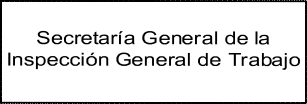 Secretaría General de la
Inspección General de Trabajo